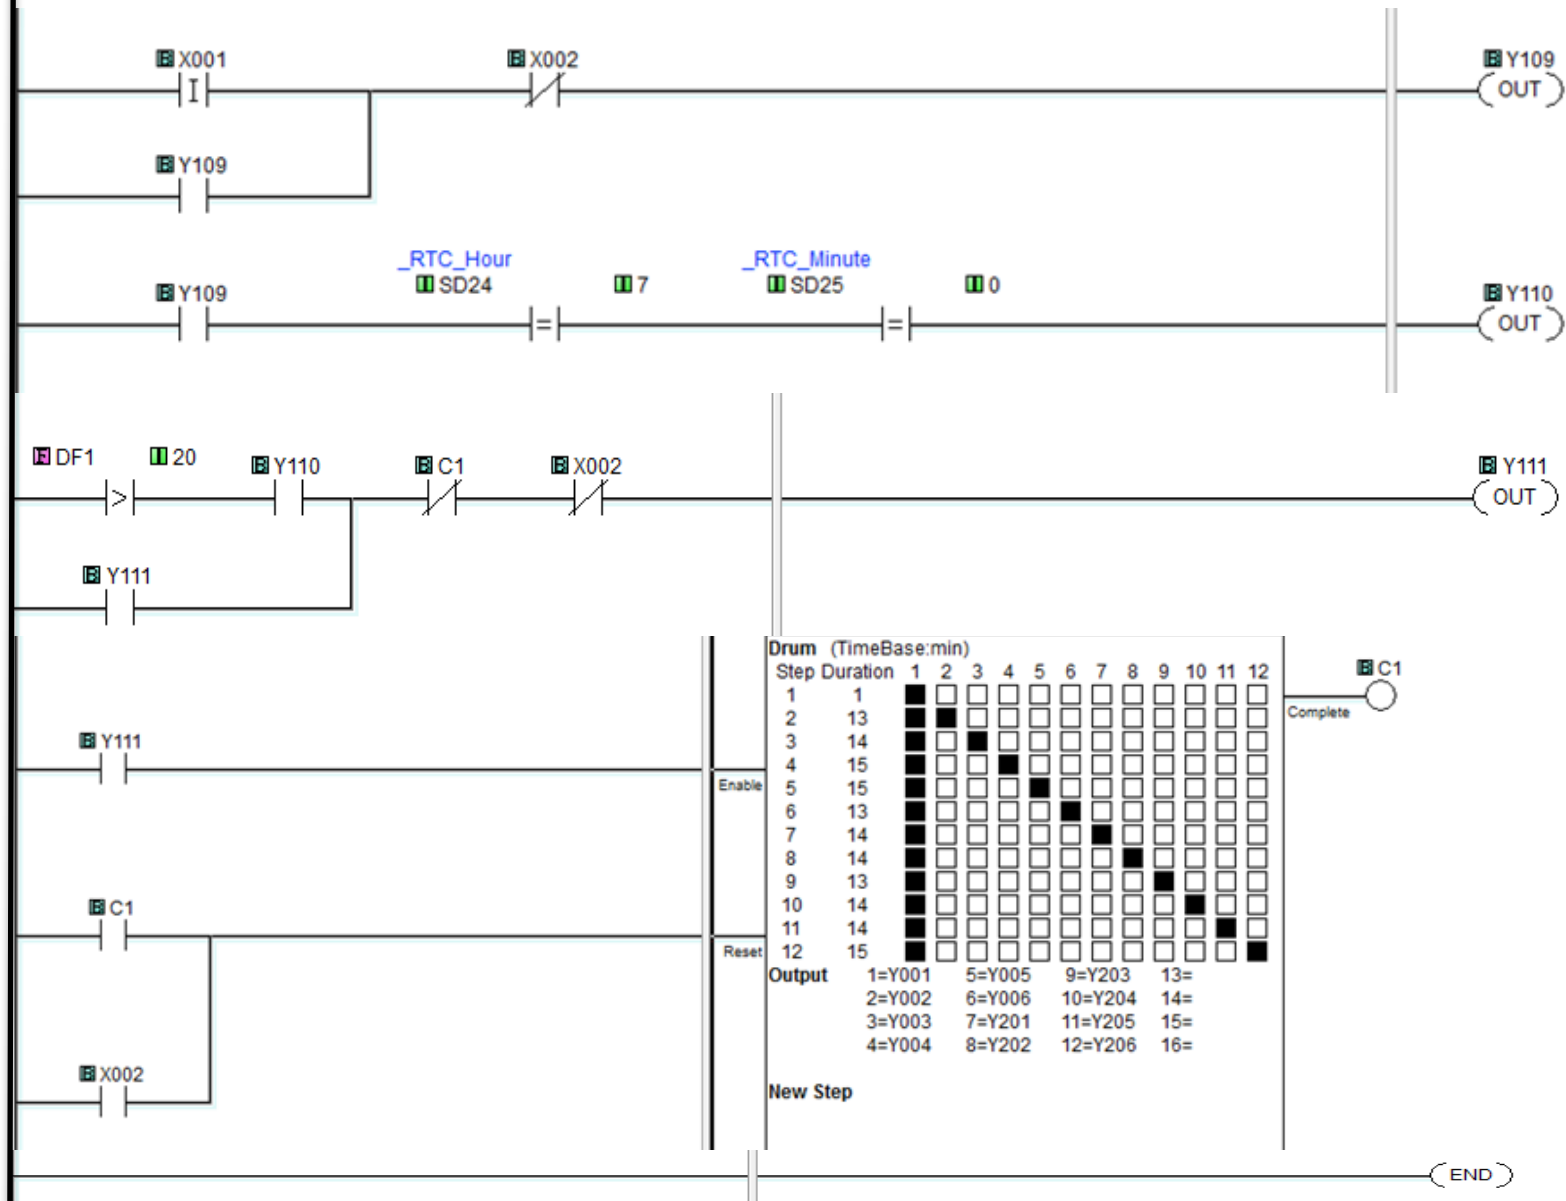 X001 X002 Y109
I OUT
Y109
_RTC_Hour _RTC_Minute
Y109 SD24 7 SD25 0 Y110
= = OUT
F DF1 20 Y110 C1 X002 Y111
> OUT
Y111
Drum (TimeBase:min)
Step Duration 1 2 3 4 5 6 7 8 9 10 11 12 C1
1 1
Complete
2 13
3 14
Y111
4 15
5 15
Enable
6 13
7 14
8 14
9 13
C1
10 14
11 14
Reset
12 15
Output 1=Y001 5=Y005 9=Y203 13=
2=Y002 6=Y006 10=Y204 14=
3=Y003 7=Y201 11=Y205 15=
4=Y004 8=Y202 12=Y206 16=
X002
New Step
END